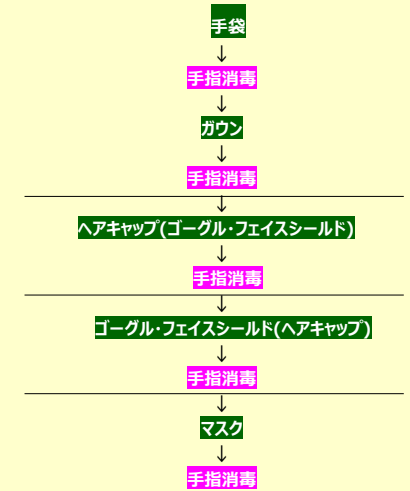 手袋
↓
手指消毒
↓
ガウン
↓
手指消毒
↓
ヘアキャップ(ゴーグル・フェイスシールド)
↓
手指消毒
↓
ゴーグル・フェイスシールド(ヘアキャップ)
↓
手指消毒
↓
マスク
↓
手指消毒